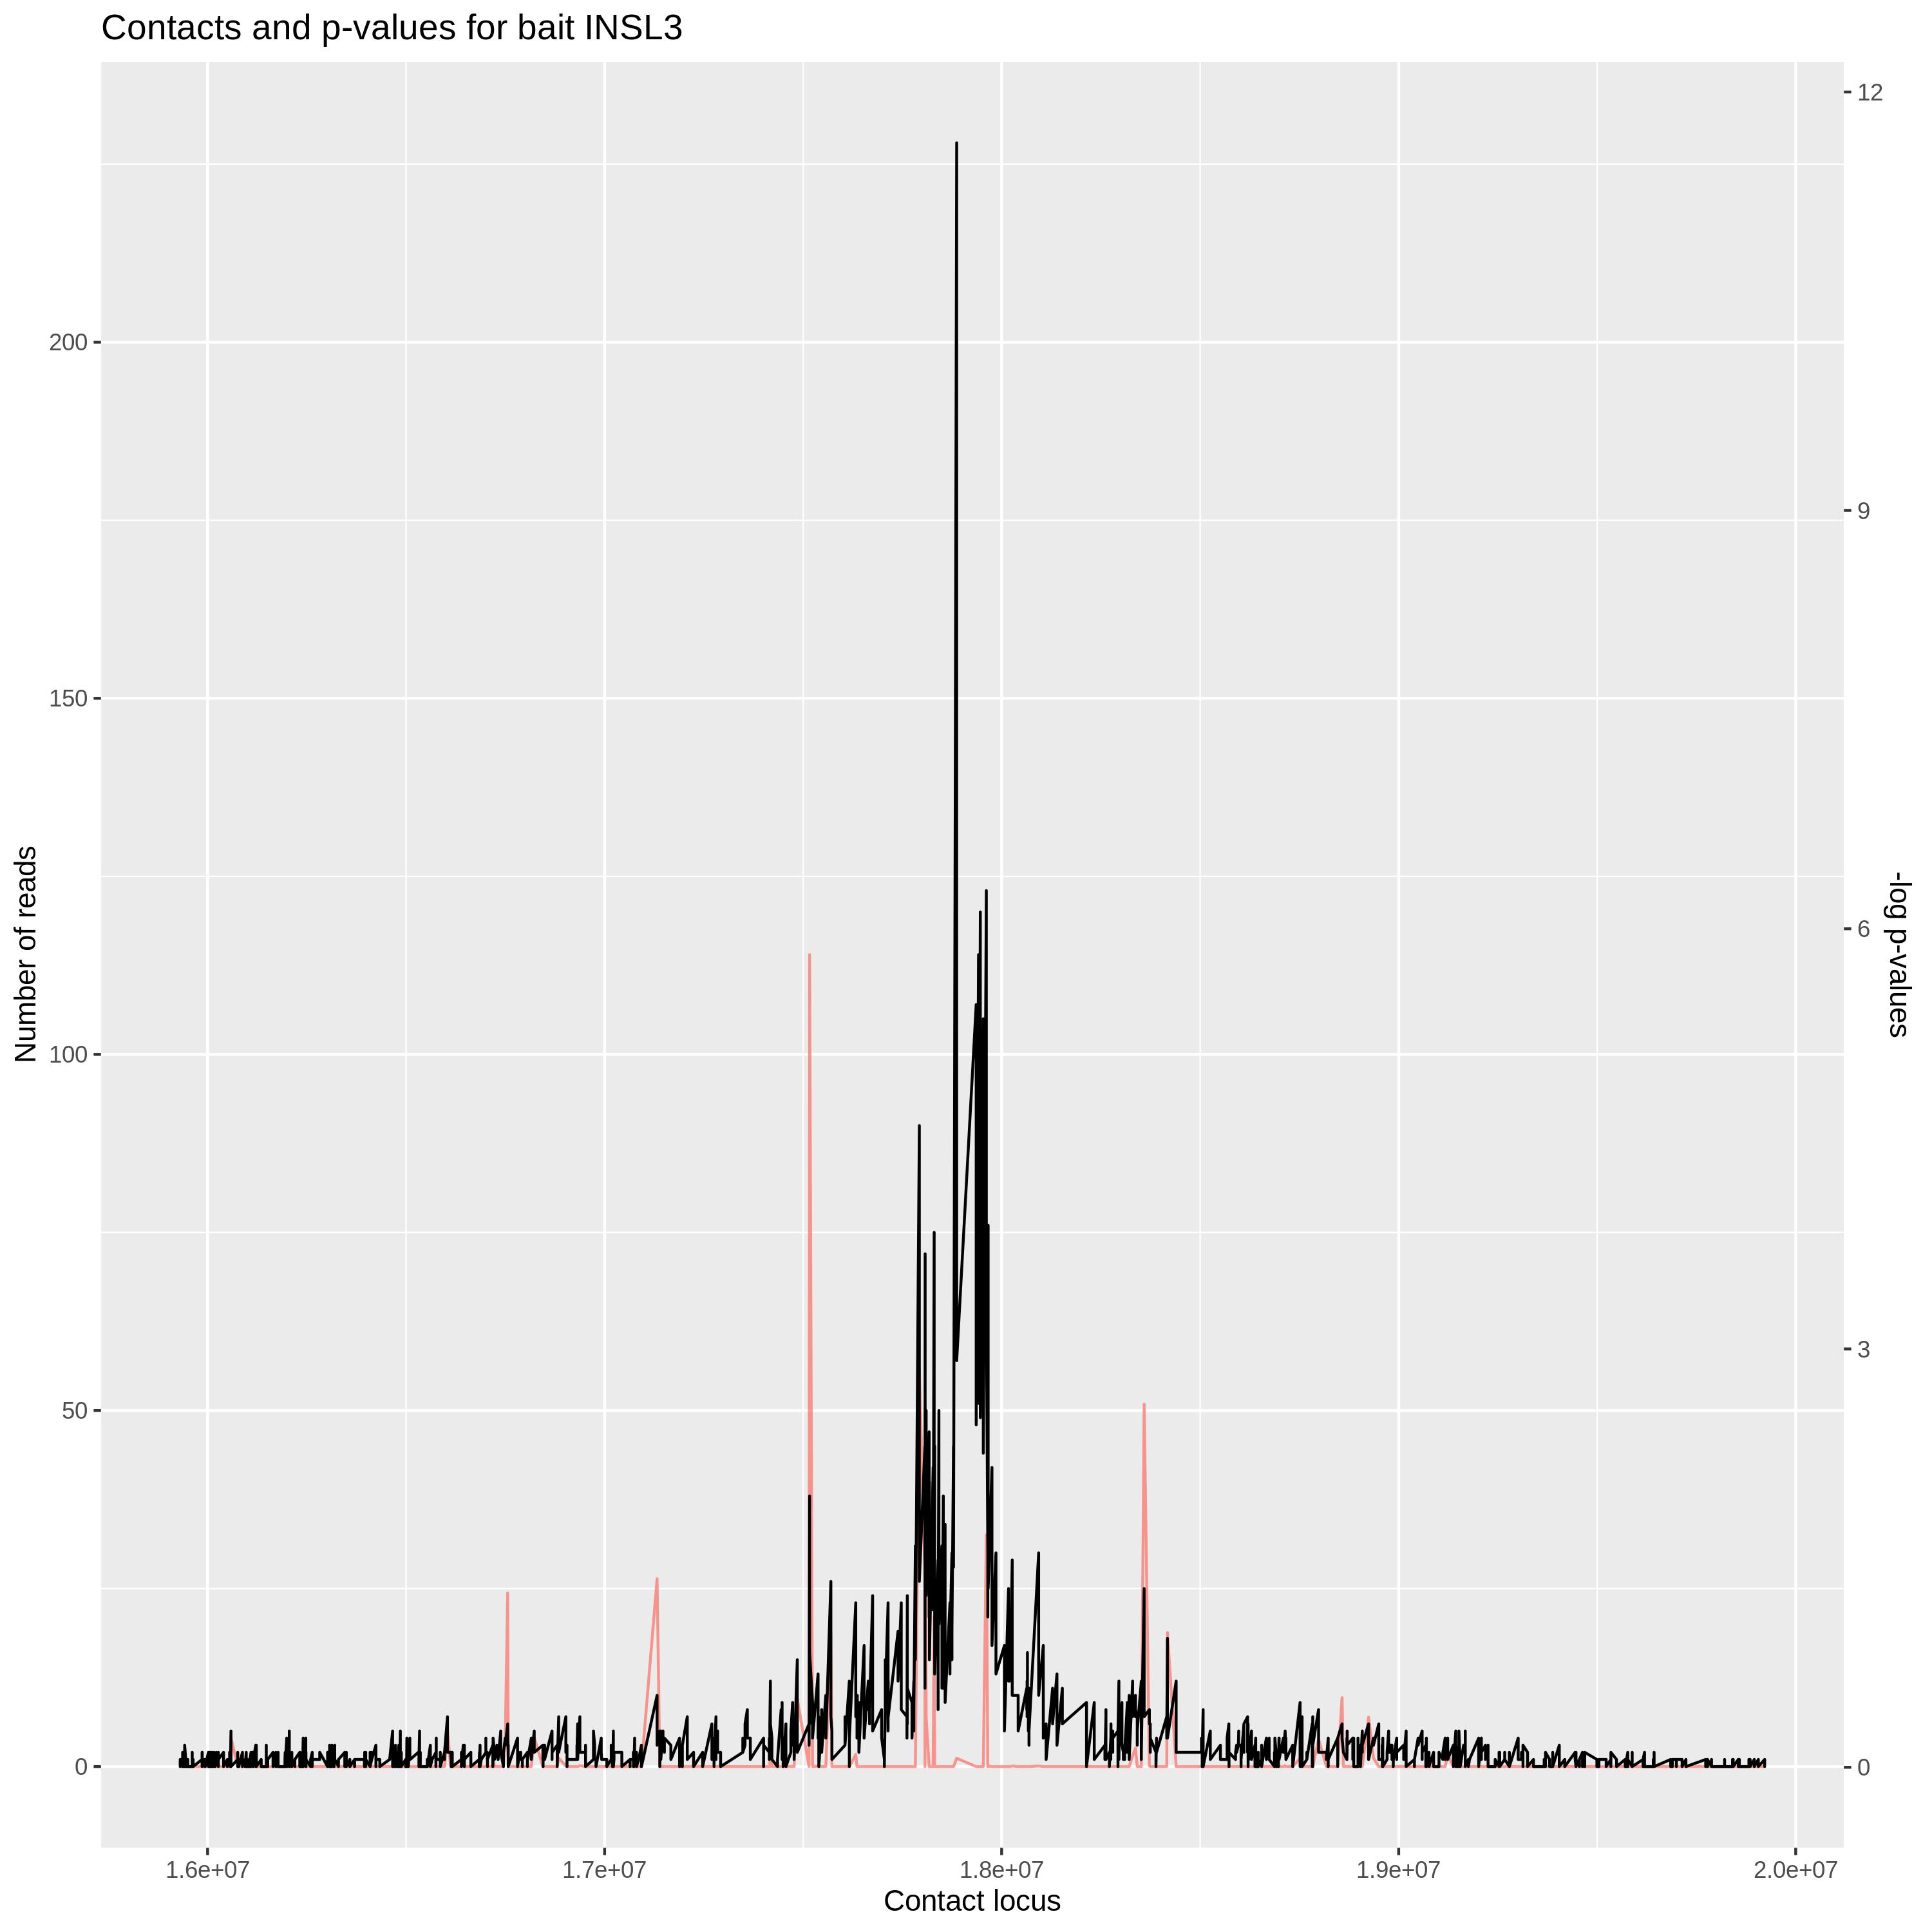 Contacts and p-values for bait INSL3
Number of reads
200
150
100
50
0
12
9
6
3
0
-log p-values
1.6e+07 1.7e+07 1.8e+07 1.9e+07 2.0e+07
Contact locus